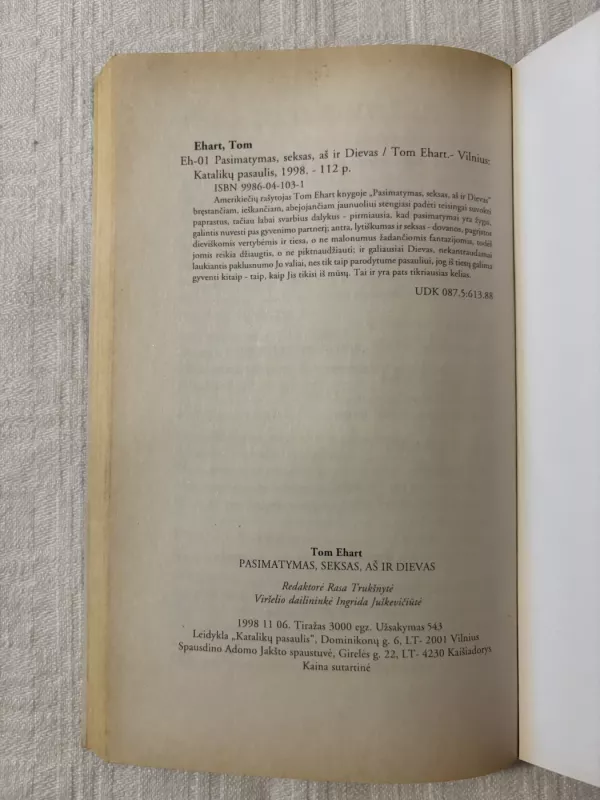 Ehart, Tom
Eh-01 Pasimatymas, seksas, aš ir Dievas / Tom Ehart.- Vilnius:
Katalikų pasaulis, 1998. - 112 p.
ISBN 9986-04-103-1
Amerikiečių rašytojas Tom Ehart knygoje „Pasimatymas, seksas, aš ir Dievas"
bręstančiam, ieškančiam, abejojančiam jaunuoliui stengiasi padėti teisingai suvokti
paprastus, tačiau labai svarbius dalykus - pirmiausia, kad pasimatymai yra žygis,
galintis nuvesti pas gyvenimo partnerį; antra, lytiškumas ir seksas - dovanos, pagrįstos
dieviškomis vertybėmis ir tiesa, o ne malonumus žadančiomis fantazijomis, todėl
jomis reikia džiaugtis, o ne piktnaudžiauti; ir galiausiai Dievas, nekantraudamas
laukiantis paklusnumo Jo valiai, nes tik taip parodytume pasauliui, jog iš tiesų galima
gyventi kitaip - taip, kaip Jis tikisi iš mūsų. Tai ir yra pats tikriausias kelias.
UDK 087.5:613.88
Tom Ehart
PASIMATYMAS, SEKSAS, AŠ IR DIEVAS
Redaktorė Rasa Trukšnytė
Viršelio dailininkė Ingrida Juškevičiūtė
1998 11 06. Tiražas 3000 egz. Užsakymas 543
Leidykla „Katalikų pasaulis", Dominikonų g. 6, LT- 2001 Vilnius
Spausdino Adomo Jakšto spaustuvė, Girelės g. 22, LT- 4230 Kaišiadorys
Kaina sutartinė